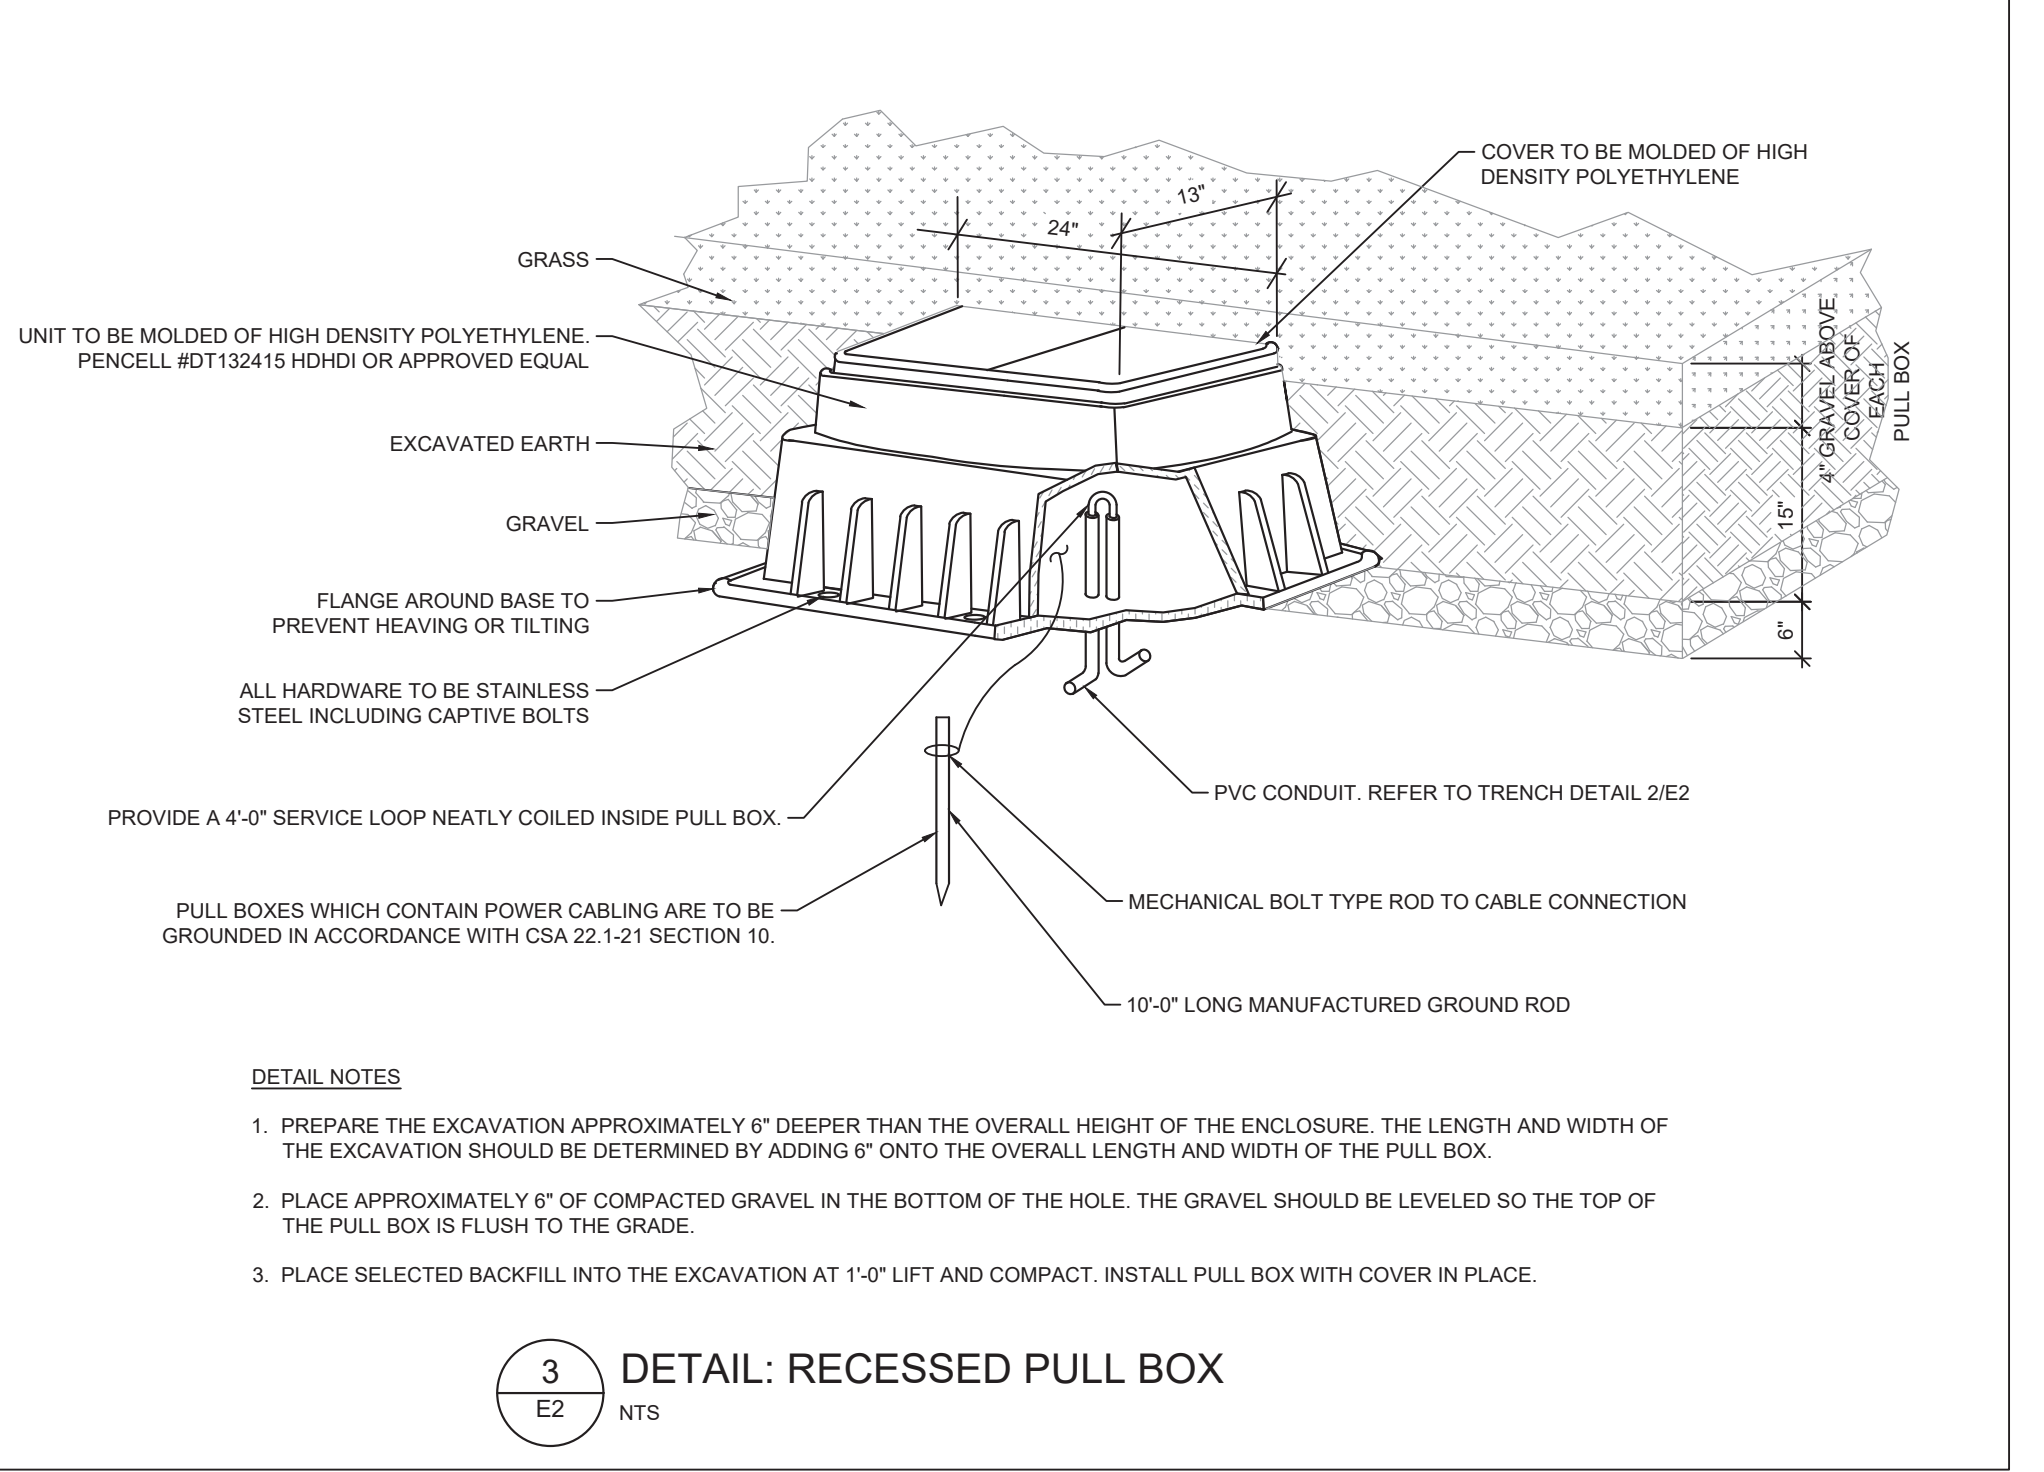 COVER TO BE MOLDED OF HIGH
DENSITY POLYETHYLENE
13"
24"
GRASS
UNIT TO BE MOLDED OF HIGH DENSITY POLYETHYLENE.
PENCELL #DT132415 HDHDI OR APPROVED EQUAL
EXCAVATED EARTH
GRAVEL
FLANGE AROUND BASE TO
PREVENT HEAVING OR TILTING
ALL HARDWARE TO BE STAINLESS
STEEL INCLUDING CAPTIVE BOLTS
4" GRAVEL ABOVE
COVER OF
EACH
PULL BOX
15"
6"
PROVIDE A 4'-0" SERVICE LOOP NEATLY COILED INSIDE PULL BOX.
PVC CONDUIT. REFER TO TRENCH DETAIL 2/E2
PULL BOXES WHICH CONTAIN POWER CABLING ARE TO BE
GROUNDED IN ACCORDANCE WITH CSA 22.1-21 SECTION 10.
MECHANICAL BOLT TYPE ROD TO CABLE CONNECTION
10'-0" LONG MANUFACTURED GROUND ROD
DETAIL NOTES
1. PREPARE THE EXCAVATION APPROXIMATELY 6" DEEPER THAN THE OVERALL HEIGHT OF THE ENCLOSURE. THE LENGTH AND WIDTH OF
THE EXCAVATION SHOULD BE DETERMINED BY ADDING 6" ONTO THE OVERALL LENGTH AND WIDTH OF THE PULL BOX.
2. PLACE APPROXIMATELY 6" OF COMPACTED GRAVEL IN THE BOTTOM OF THE HOLE. THE GRAVEL SHOULD BE LEVELED SO THE TOP OF
THE PULL BOX IS FLUSH TO THE GRADE.
3. PLACE SELECTED BACKFILL INTO THE EXCAVATION AT 1'-0" LIFT AND COMPACT. INSTALL PULL BOX WITH COVER IN PLACE.
3
E2
DETAIL: RECESSED PULL BOX
NTS